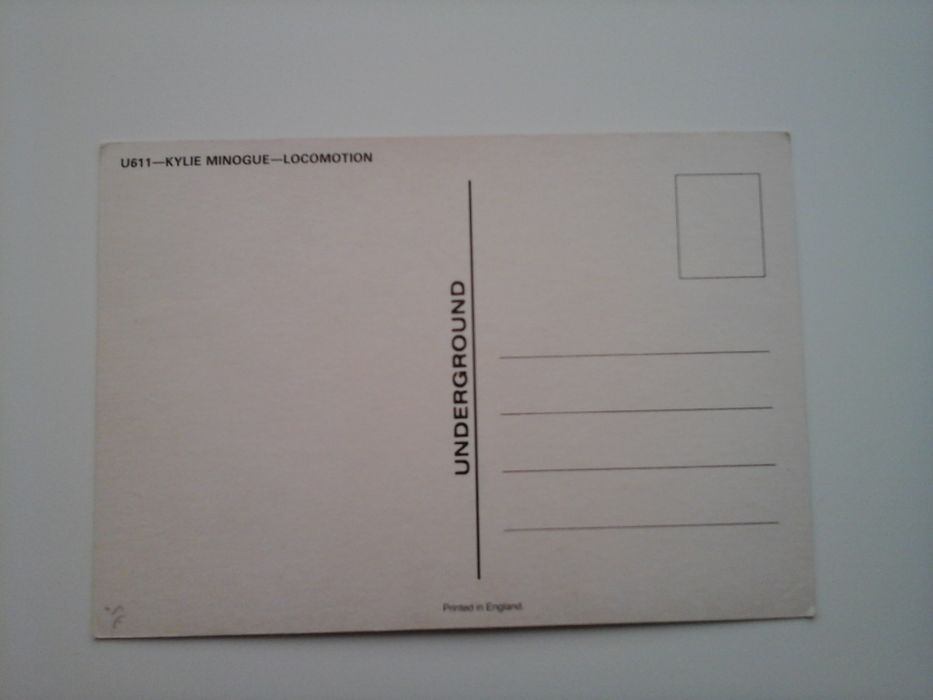 U611—KYLIE MINOGUE—LOCOMOTION
UNDERGROUND
Printed in England